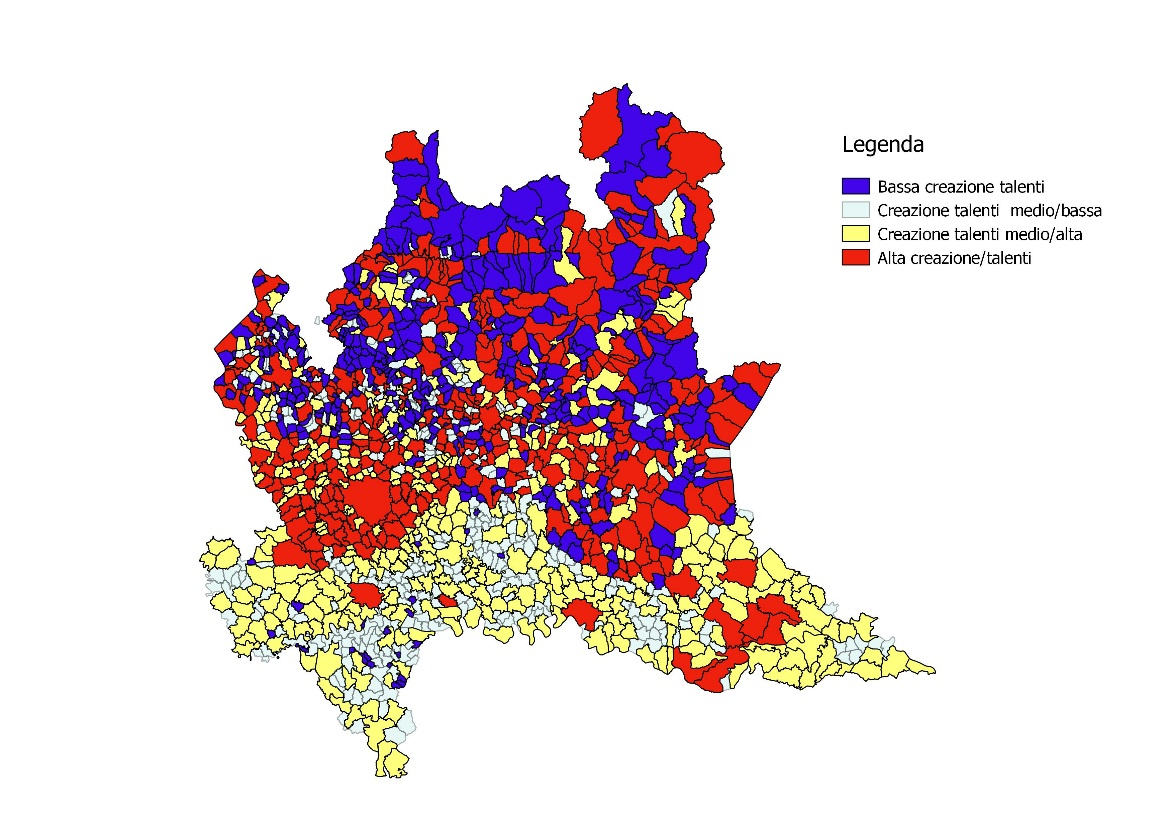 Legenda
Bassa creazione talenti
Creazione talenti medio/bassa
Creazione talenti medio/alta
Alta creazione/talenti